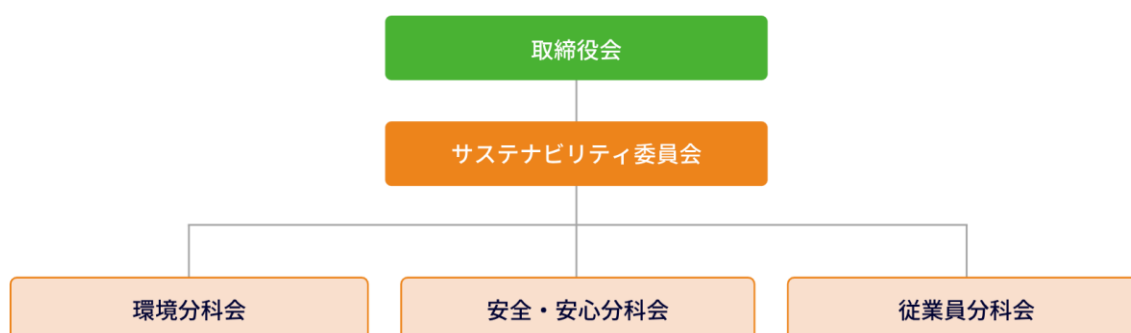 取締役会
サステナビリティ委員会
環境分科会
安全・安心分科会
従業員分科会